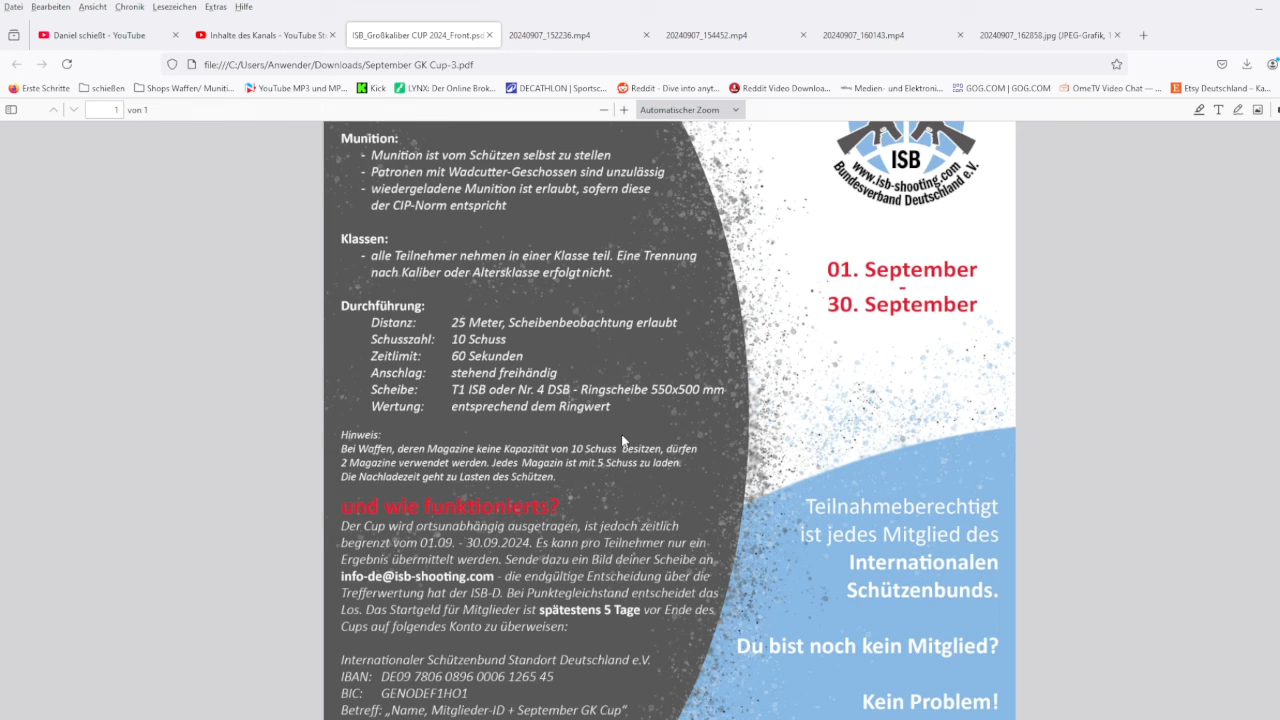 Datei Bearbeiten Ansicht Chronik Lesezeichen Extras Hilfe
Daniel schießt - YouTube
Inhalte des Kanals - YouTube St
ISB_Großkaliber CUP 2024_Front.psd
20240907_152236.mp4
20240907_154452.mp4
20240907_160143.mp4
20240907_162858.jpg (JPEG-Grafik, 1
file:///C:/Users/Anwender/Downloads/September GK Cup-3.pdf
Erste Schritte
schießen
Shops Waffen/ Muniti...
YouTube MP3 und MP...
Kick
LYNX: Der Online Brok...
DECATHLON | Sportsc...
Reddit - Dive into anyt...
Reddit Video Downloa...
Medien- und Elektroni...
GOG.COM | GOG.COM
OmeTV Video Chat — ...
Etsy Deutschland – Ka...
1 von 1
Automatischer Zoom
Munition:
- Munition ist vom Schützen selbst zu stellen
- Patronen mit Wadcutter-Geschossen sind unzulässig
- wiedergeladene Munition ist erlaubt, sofern diese
der CIP-Norm entspricht
Klassen:
- alle Teilnehmer nehmen in einer Klasse teil. Eine Trennung
nach Kaliber oder Altersklasse erfolgt nicht.
Durchführung:
Distanz: 25 Meter, Scheibenbeobachtung erlaubt
Schusszahl: 10 Schuss
Zeitlimit: 60 Sekunden
Anschlag: stehend freihändig
Scheibe: T1 ISB oder Nr. 4 DSB - Ringscheibe 550x500 mm
Wertung: entsprechend dem Ringwert
Hinweis:
Bei Waffen, deren Magazine keine Kapazität von 10 Schuss besitzen, dürfen
2 Magazine verwendet werden. Jedes Magazin ist mit 5 Schuss zu laden.
Die Nachladezeit geht zu Lasten des Schützen.
und wie funktionierts?
Der Cup wird ortsunabhängig ausgetragen, ist jedoch zeitlich
begrenzt vom 01.09. - 30.09.2024. Es kann pro Teilnehmer nur ein
Ergebnis übermittelt werden. Sende dazu ein Bild deiner Scheibe an
info-de@isb-shooting.com - die endgültige Entscheidung über die
Trefferwertung hat der ISB-D. Bei Punktegleichstand entscheidet das
Los. Das Startgeld für Mitglieder ist spätestens 5 Tage vor Ende des
Cups auf folgendes Konto zu überweisen:
Internationaler Schützenbund Standort Deutschland e.V.
IBAN: DE09 7806 0896 0006 1265 45
BIC: GENODEF1HO1
Betreff: „Name, Mitglieder-ID + September GK Cup“
ISB
www.isb-shooting.com
Bundesverband Deutschland e.V.
01. September
-
30. September
Teilnahmeberechtigt
ist jedes Mitglied des
Internationalen
Schützenbunds.
Du bist noch kein Mitglied?
Kein Problem!